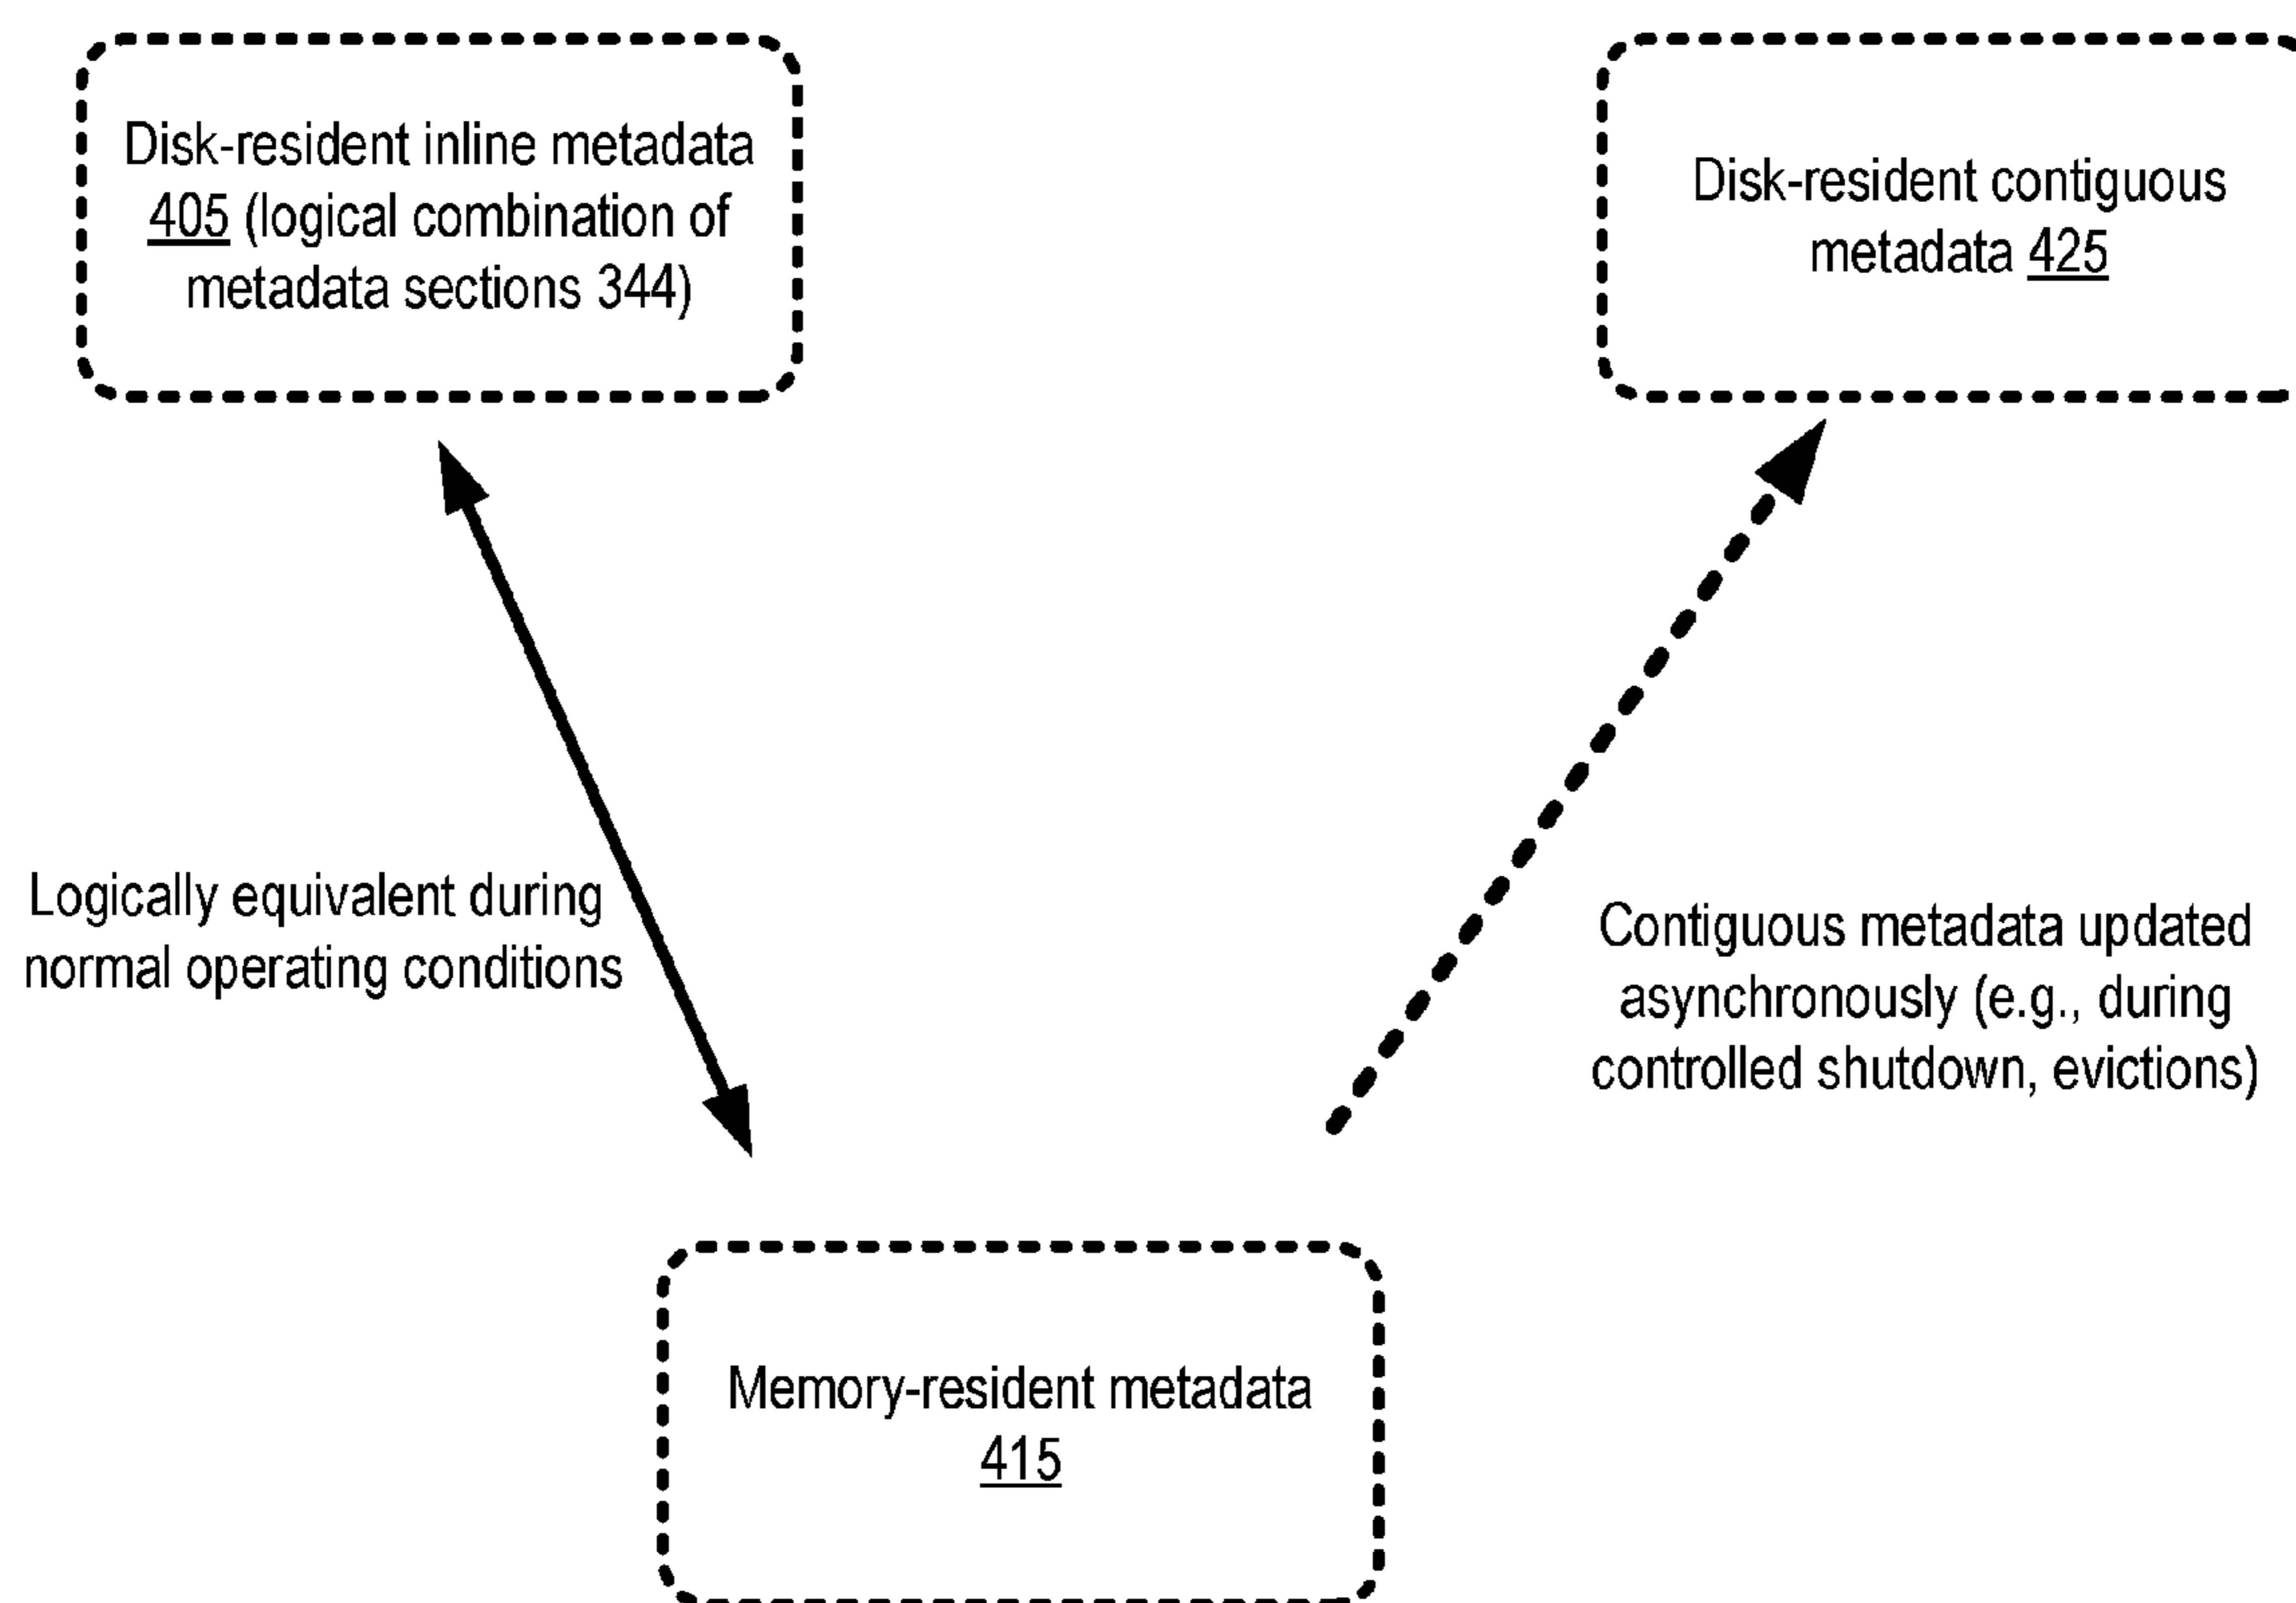 Disk-resident inline metadata
405 (logical combination of
metadata sections 344)
Disk-resident contiguous
metadata 425
Logically equivalent during
normal operating conditions
Contiguous metadata updated
asynchronously (e.g., during
controlled shutdown, evictions)
Memory-resident metadata
415